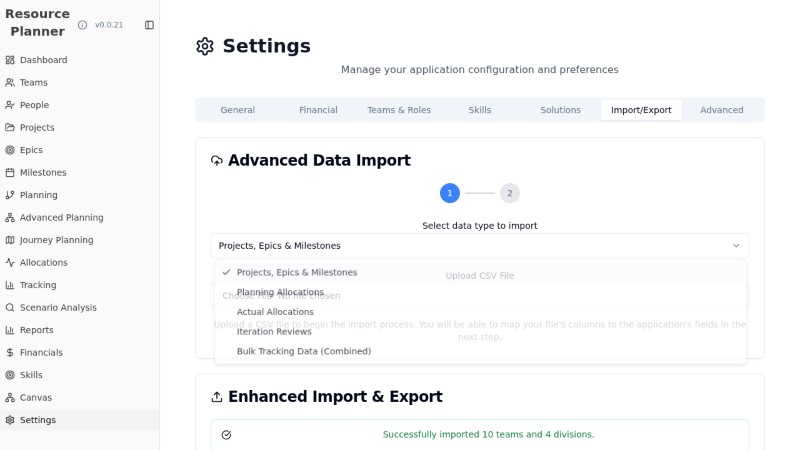 Resource Planner
v0.0.21
Dashboard
Teams
People
Projects
Epics
Milestones
Planning
Advanced Planning
Journey Planning
Allocations
Tracking
Scenario Analysis
Reports
Financials
Skills
Canvas
Settings
Settings
Manage your application configuration and preferences
General Financial Teams & Roles Skills Solutions Import/Export Advanced
Advanced Data Import
1 2
Select data type to import
Projects, Epics & Milestones
Projects, Epics & Milestones
Upload CSV File
Planning Allocations
Choose File No file chosen
Actual Allocations
Upload a CSV file to begin the import process. You will be able to map your file's columns to the application's fields in the
next step.
Iteration Reviews
Bulk Tracking Data (Combined)
Enhanced Import & Export
Successfully imported 10 teams and 4 divisions.